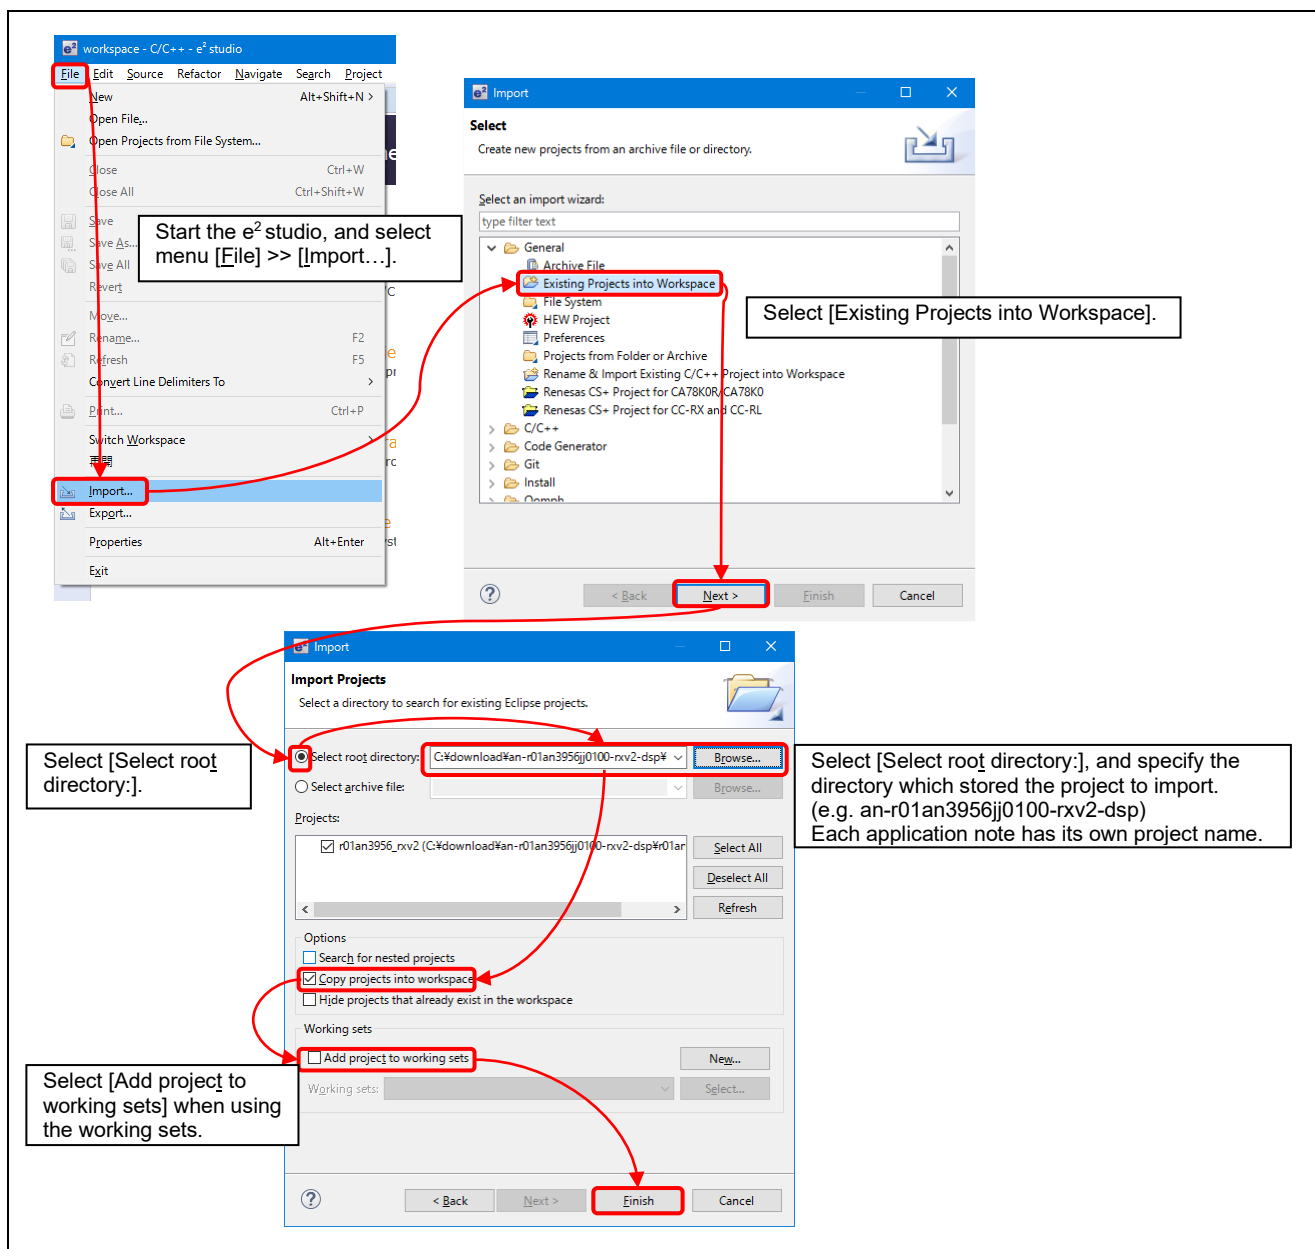 workspace - C/C++ - e² studio
File Edit Source Refactor Navigate Search Project
New Alt+Shift+N >
Open File...
Open Projects from File System...
Close Ctrl+W
Close All Ctrl+Shift+W
Save
Save As...
Save All
Revert
Move...
Rename... F2
Refresh F5
Convert Line Delimiters To >
Print... Ctrl+P
Switch Workspace
再開
Import...
Export...
Properties Alt+Enter
Exit
Start the e² studio, and select
menu [File] >> [Import…].
Import
Select
Create new projects from an archive file or directory.
Select an import wizard:
type filter text
General
Archive File
Existing Projects into Workspace
File System
HEW Project
Preferences
Projects from Folder or Archive
Rename & Import Existing C/C++ Project into Workspace
Renesas CS+ Project for CA78K0R/CA78K0
Renesas CS+ Project for CC-RX and CC-RL
> C/C++
> Code Generator
> Git
> Install
> Oomph
< Back Next > Finish Cancel
Select [Existing Projects into Workspace].
Import
Import Projects
Select a directory to search for existing Eclipse projects.
Select root directory: C:¥download¥an-r01an3956jj0100-rxv2-dsp¥ Browse...
Select archive file: Browse...
Projects:
r01an3956_rxv2 (C:¥download¥an-r01an3956jj0100-rxv2-dsp¥r01an
Select All
Deselect All
Refresh
Options
Search for nested projects
Copy projects into workspace
Hide projects that already exist in the workspace
Working sets
Add project to working sets New...
Working sets: Select...
< Back Next > Finish Cancel
Select [Select root
directory:].
Select [Select root directory:], and specify the
directory which stored the project to import.
(e.g. an-r01an3956jj0100-rxv2-dsp)
Each application note has its own project name.
Select [Add project to
working sets] when using
the working sets.